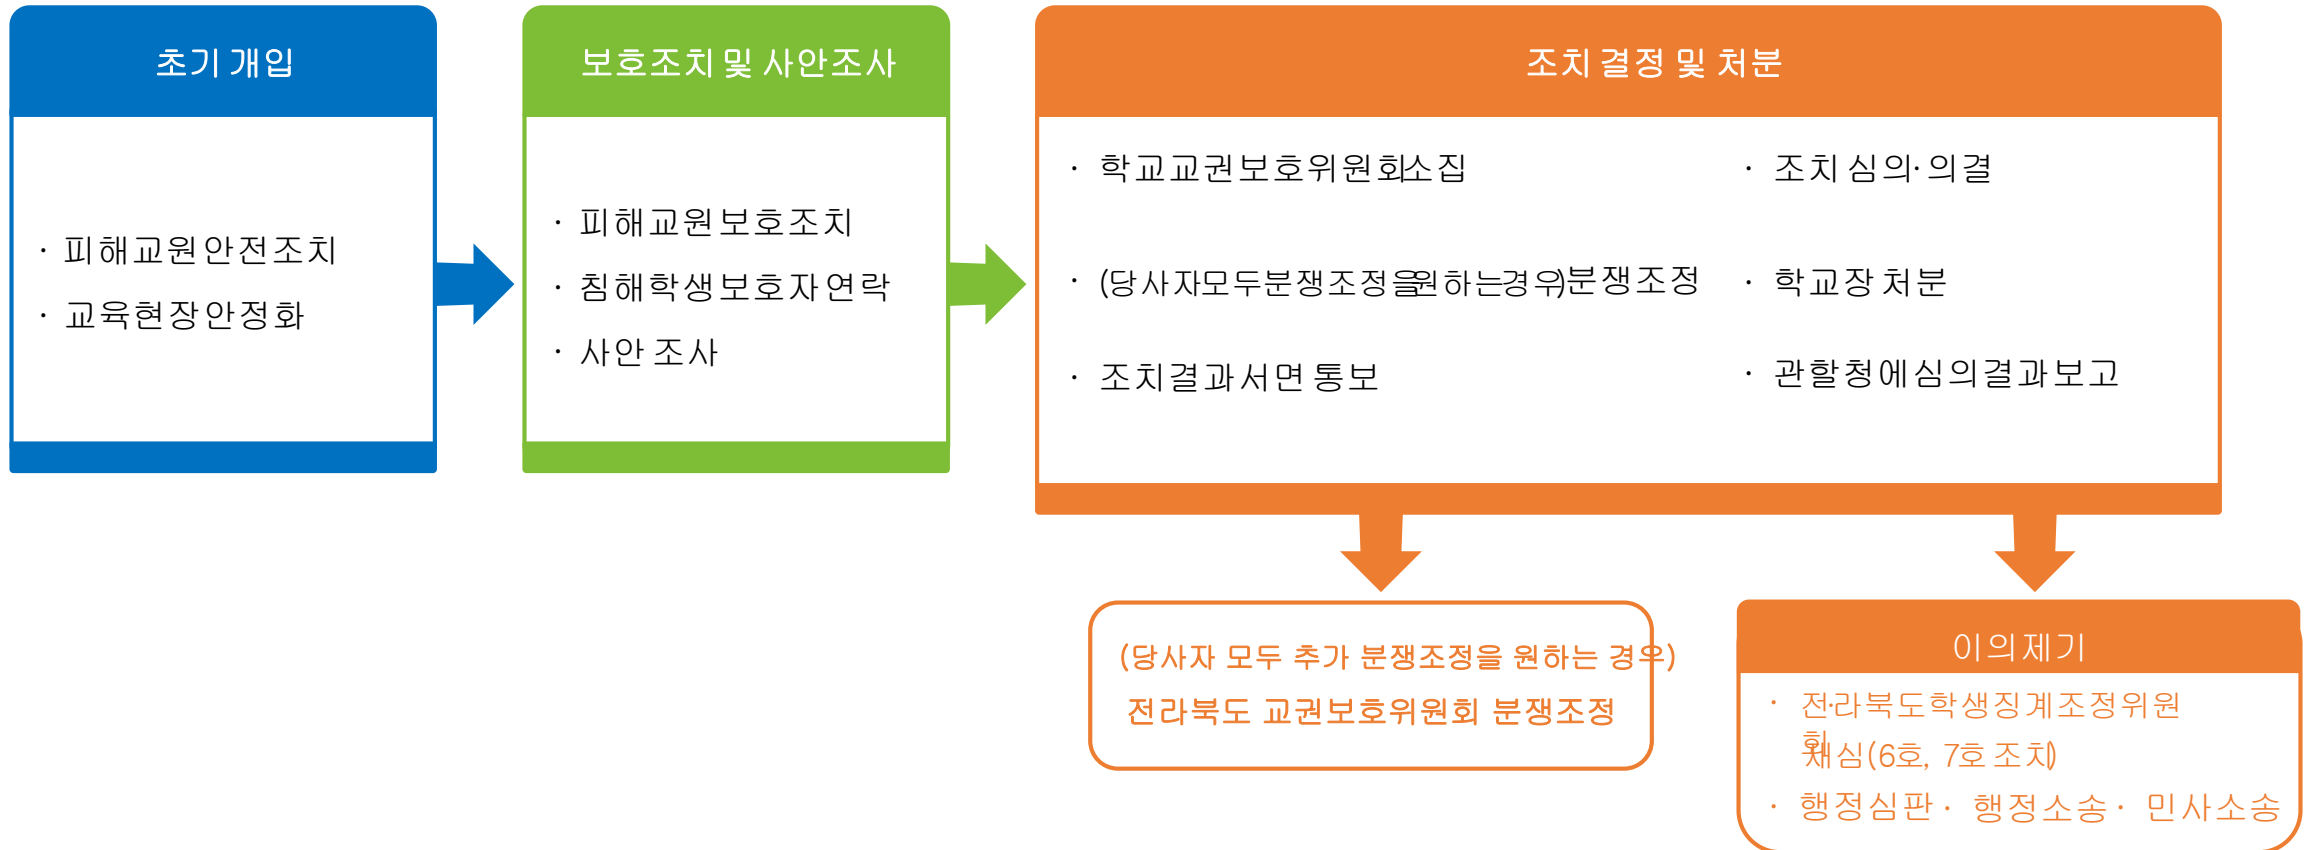 초기 개입
· 피해교원 안전조치
· 교육현장 안정화
보호조치 및 사안조사
· 피해교원 보호조치
· 침해학생 보호자 연락
· 사안 조사
조치 결정 및 처분
· 학교교권보호위원회 소집
· (당사자 모두 분쟁조정을 원하는 경우) 분쟁조정
· 조치결과 서면 통보
· 조치 심의·의결
· 학교장 처분
· 관할청에 심의결과 보고
(당사자 모두 추가 분쟁조정을 원하는 경우)
전라북도 교권보호위원회 분쟁조정
이의제기
· 전라북도학생징계조정위원
회
재심(6호, 7호 조치)
· 행정심판 · 행정소송 · 민사소송